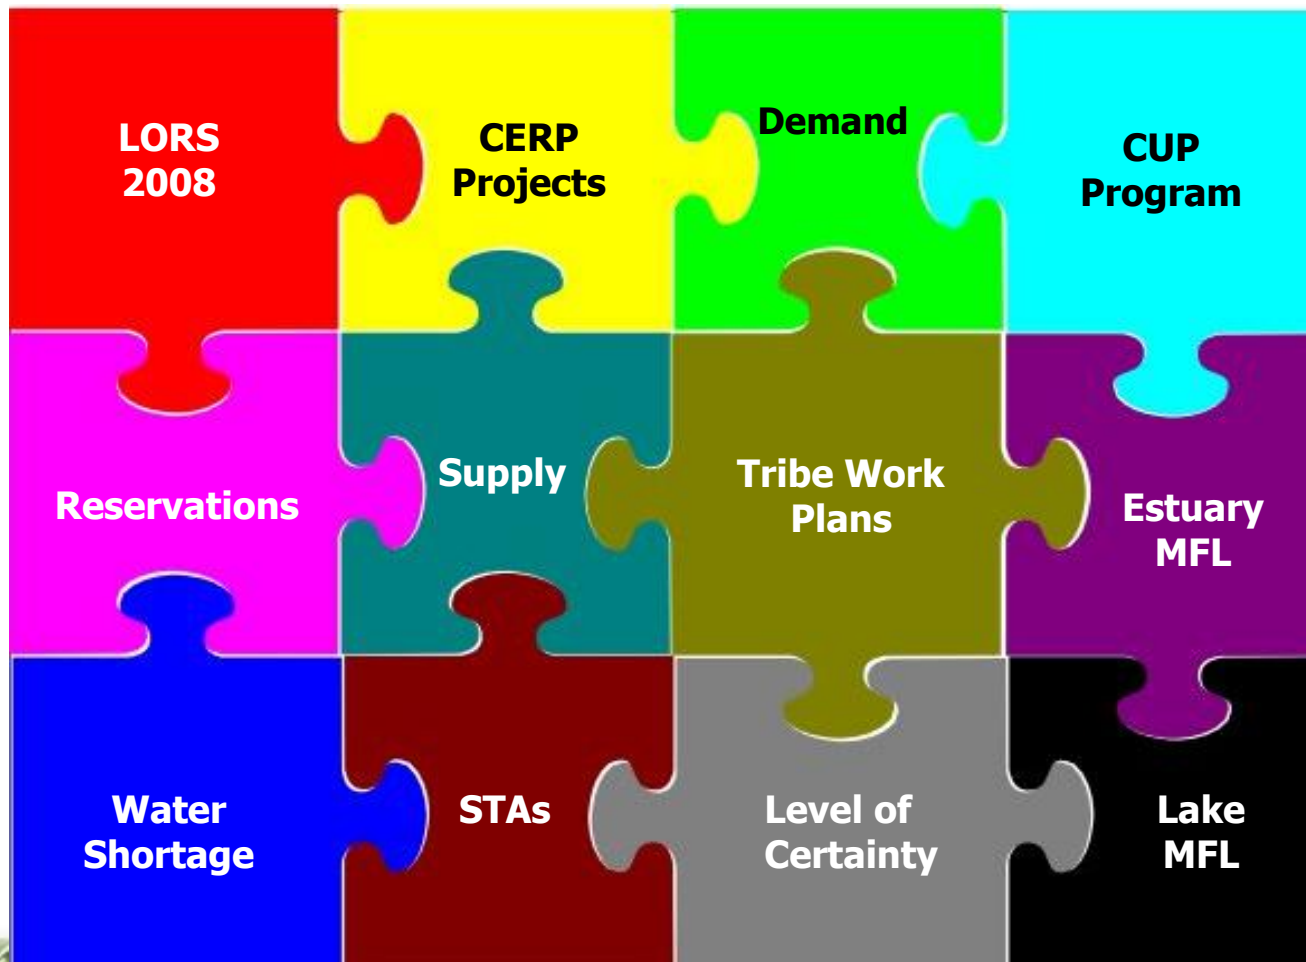 LORS
2008
CERP
Projects
Demand
CUP
Program
Reservations
Supply
Tribe Work
Plans
Estuary
MFL
Water
Shortage
STAs
Level of
Certainty
Lake
MFL